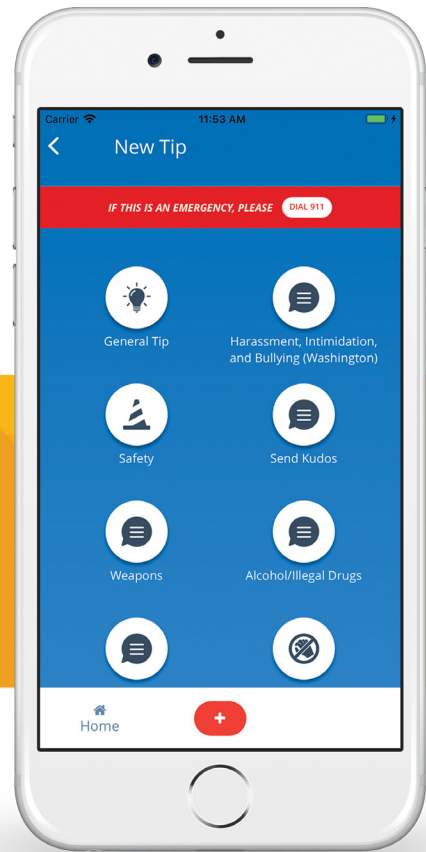 Carrier 11:53 AM
New Tip
IF THIS IS AN EMERGENCY, PLEASE DIAL 911
General Tip
Harassment, Intimidation,
and Bullying (Washington)
Safety
Send Kudos
Weapons
Alcohol/Illegal Drugs
Home
+